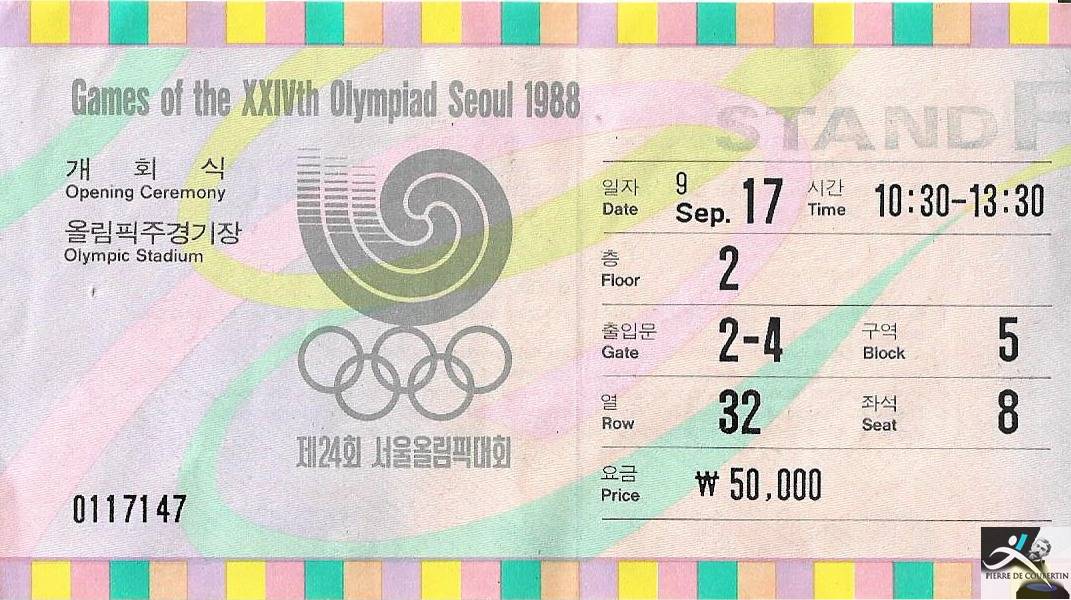 Games of the XXIVth Olympiad Seoul 1988
STAND F
개 회 식
Opening Ceremony
올림픽주경기장
Olympic Stadium
제24회 서울올림픽대회
0117147
일자 9
Date Sep. 17
시간
Time 10:30-13:30
층
Floor 2
출입문
Gate 2-4
구역
Block 5
열
Row 32
좌석
Seat 8
요금
Price ₩ 50,000
PIERRE DE COUBERTIN